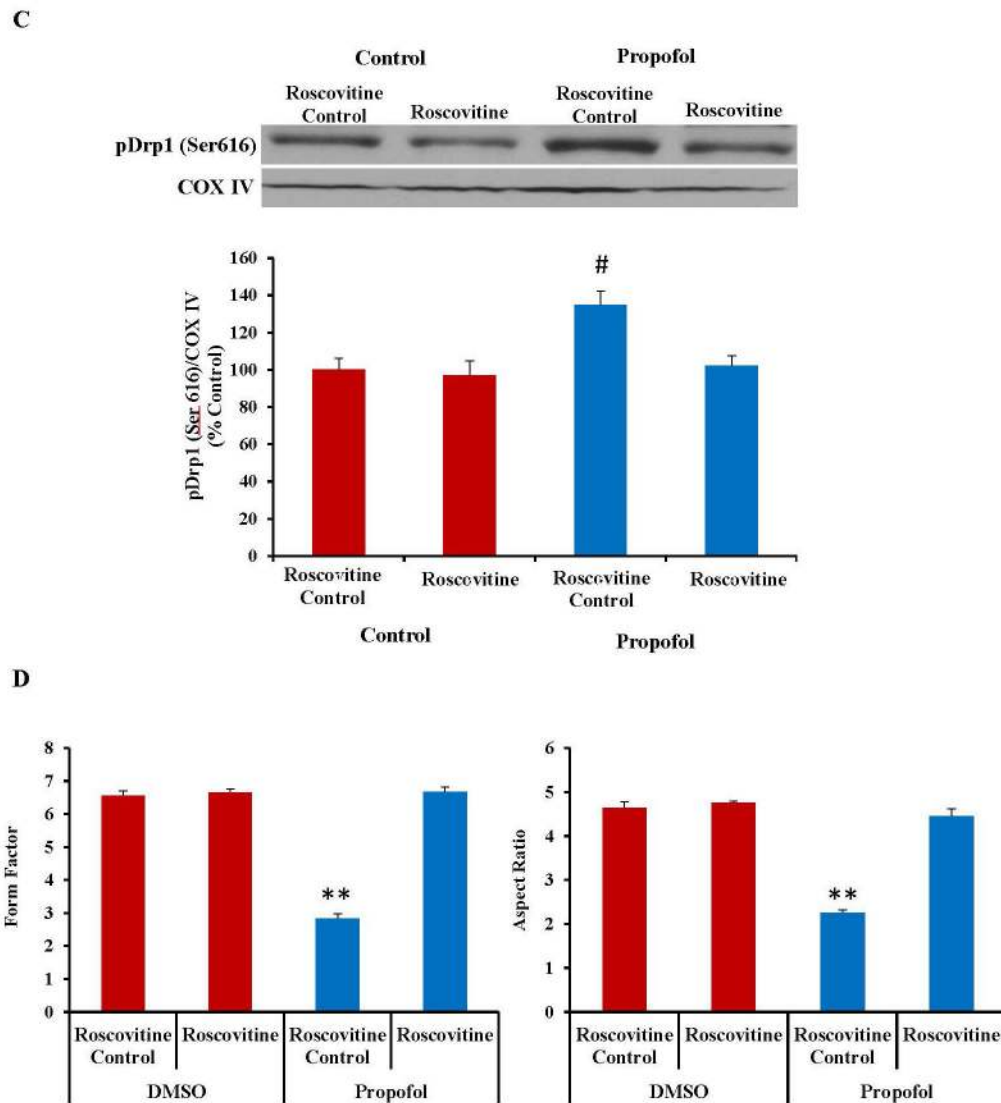 C
Control Propofol
Roscovitine Control Roscovitine Roscovitine Control Roscovitine
pDrp1 (Ser616)
COX IV
pDrp1 (Ser 616)/COX IV
(% Control)
160
140
120
100
80
60
40
20
0
#
Roscovitine Control Roscovitine Roscovitine Control Roscovitine
Control Propofol
D
Form Factor
8
7
6
5
4
3
2
1
0
**
Roscovitine Control Roscovitine Roscovitine Control Roscovitine
DMSO Propofol
Aspect Ratio
6
5
4
3
2
1
0
**
Roscovitine Control Roscovitine Roscovitine Control Roscovitine
DMSO Propofol